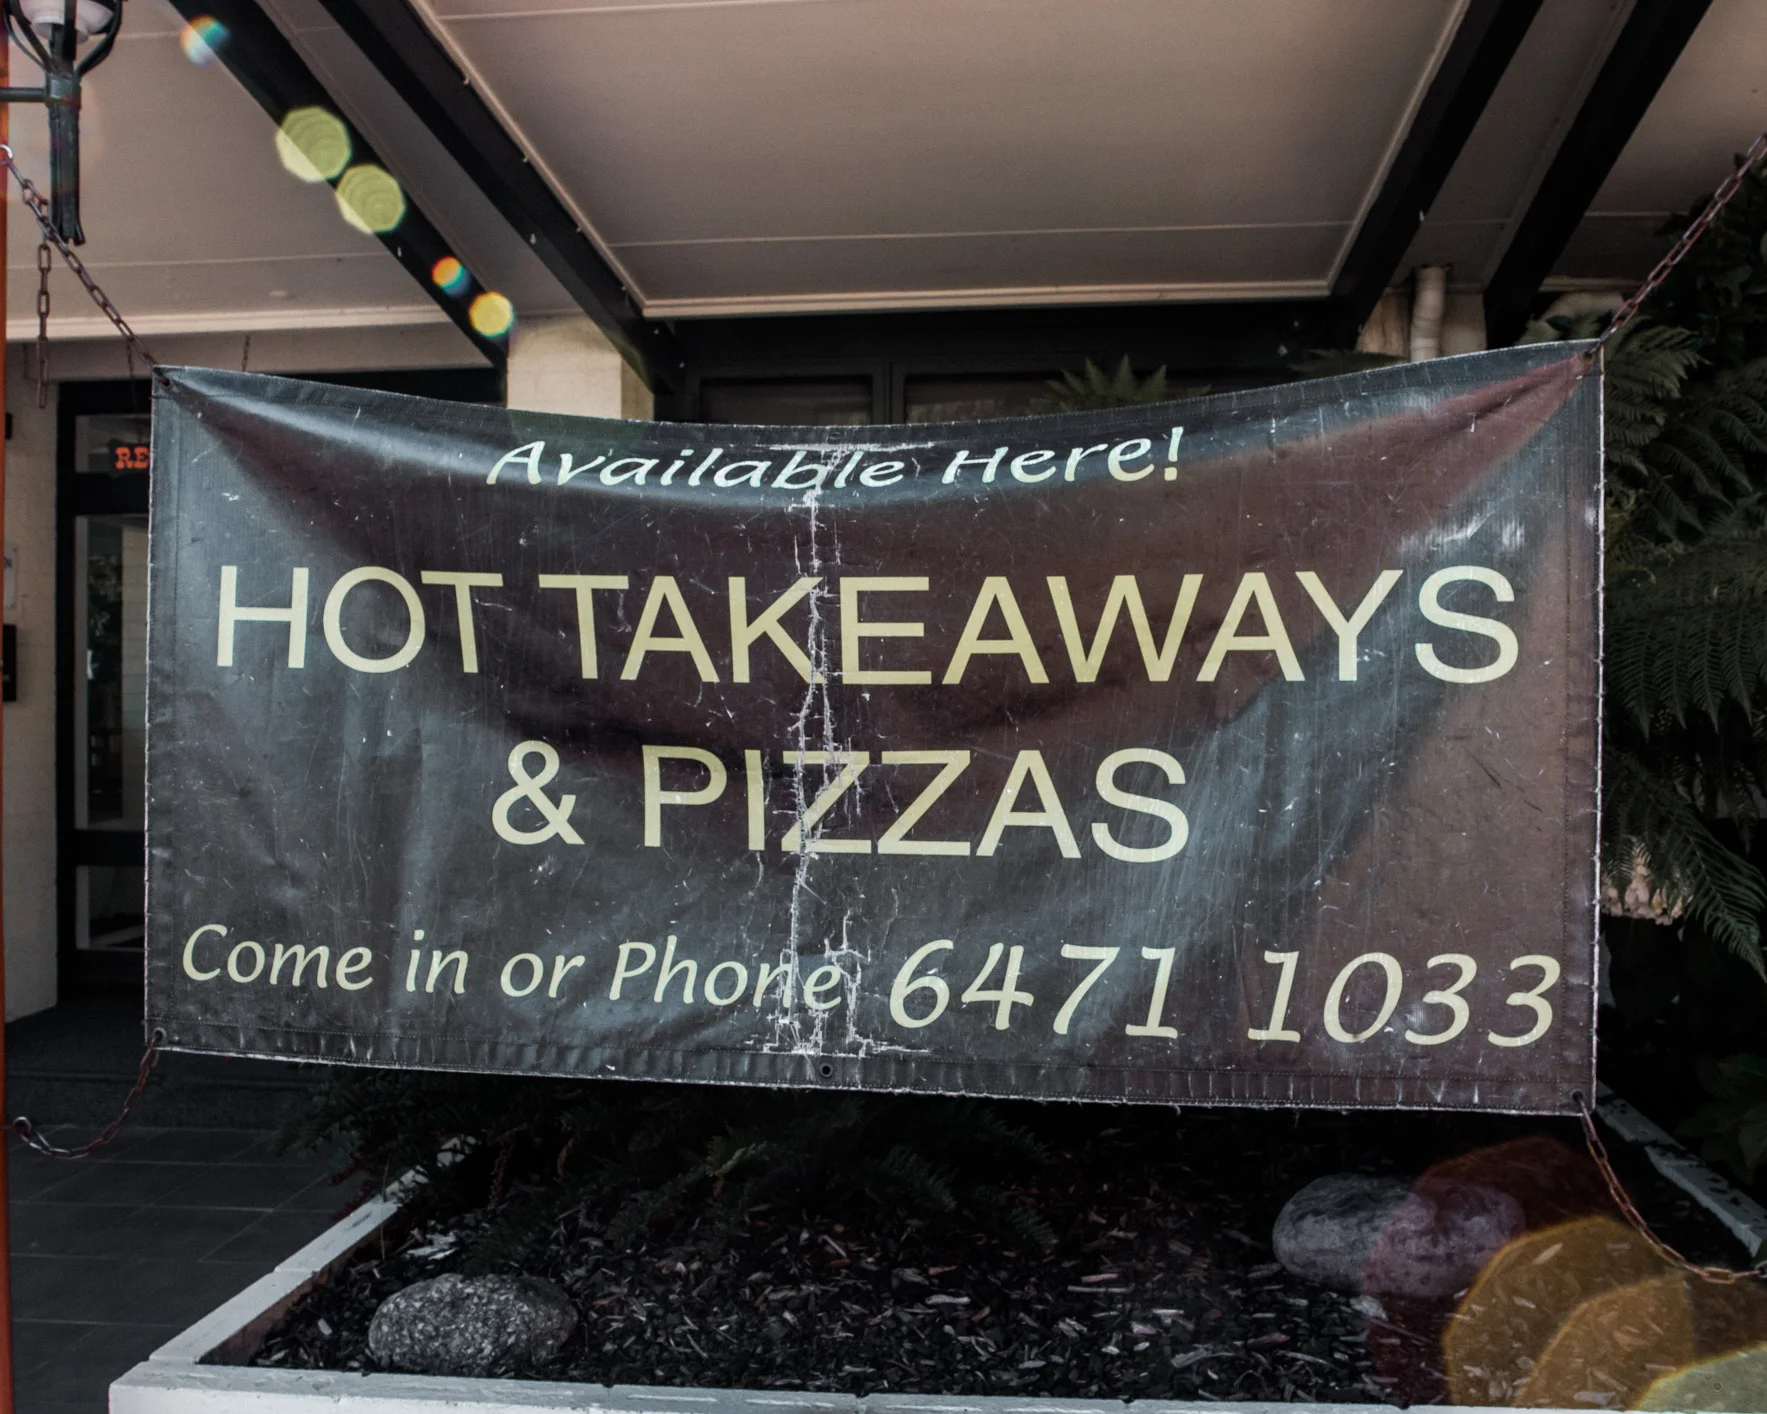 Available Here!
HOT TAKEAWAYS
& PIZZAS
Come in or Phone 6471 1033